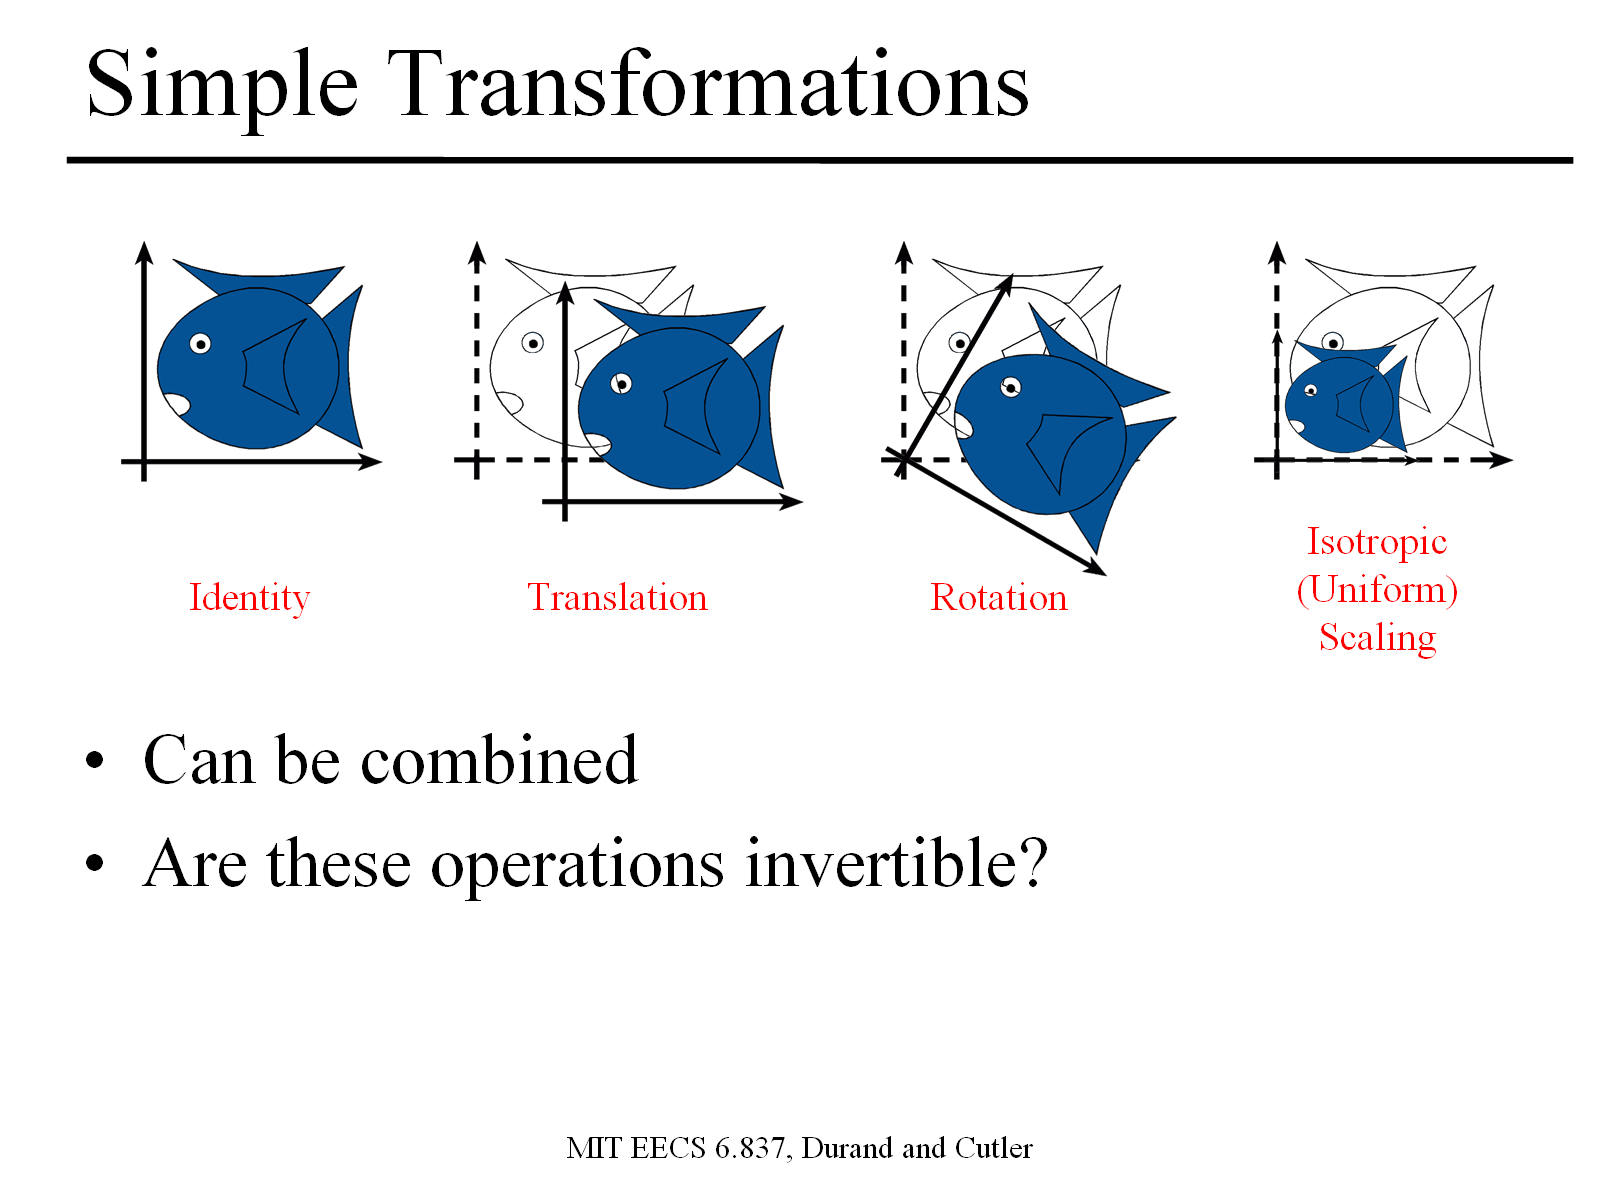 Simple Transformations
Identity
Translation
Rotation
Isotropic
(Uniform)
Scaling
• Can be combined
• Are these operations invertible?
MIT EECS 6.837, Durand and Cutler